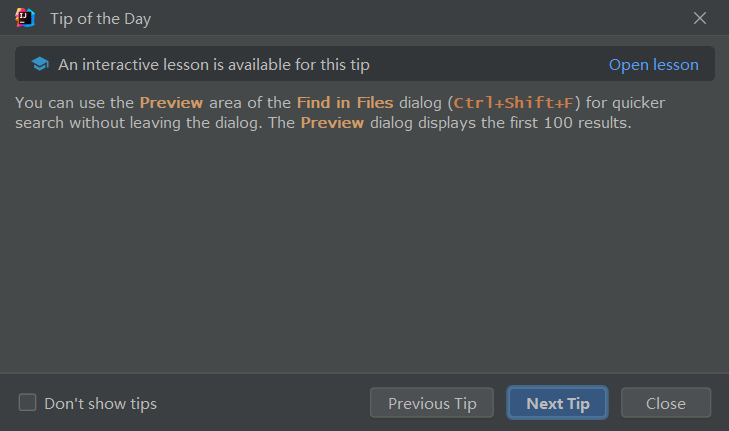 Tip of the Day
An interactive lesson is available for this tip
Open lesson
You can use the Preview area of the Find in Files dialog (Ctrl+Shift+F) for quicker
search without leaving the dialog. The Preview dialog displays the first 100 results.
Don't show tips
Previous Tip
Next Tip
Close